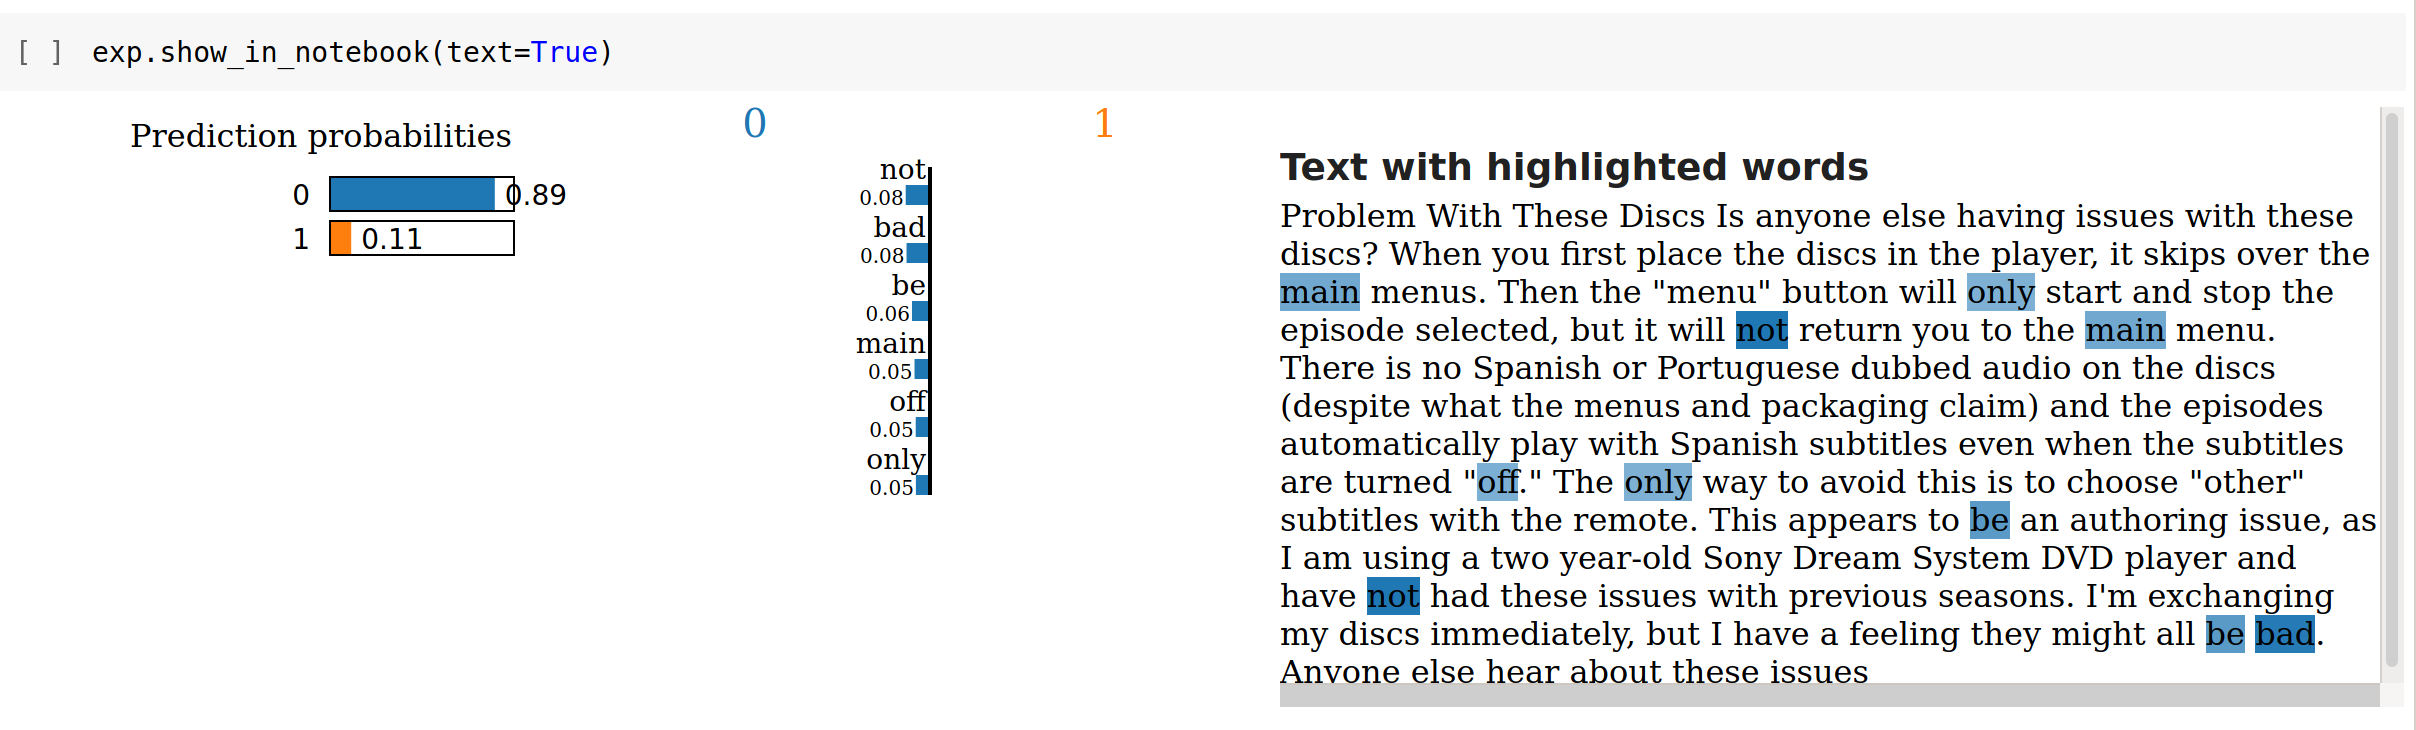 [ ] exp.show_in_notebook(text=True)
Prediction probabilities
0 0.89
1 0.11
0 1
not
0.08
bad
0.08
be
0.06
main
0.05
off
0.05
only
0.05
Text with highlighted words
Problem With These Discs Is anyone else having issues with these
discs? When you first place the discs in the player, it skips over the
main menus. Then the "menu" button will only start and stop the
episode selected, but it will not return you to the main menu.
There is no Spanish or Portuguese dubbed audio on the discs
(despite what the menus and packaging claim) and the episodes
automatically play with Spanish subtitles even when the subtitles
are turned "off." The only way to avoid this is to choose "other"
subtitles with the remote. This appears to be an authoring issue, as
I am using a two year-old Sony Dream System DVD player and
have not had these issues with previous seasons. I'm exchanging
my discs immediately, but I have a feeling they might all be bad.
Anyone else hear about these issues